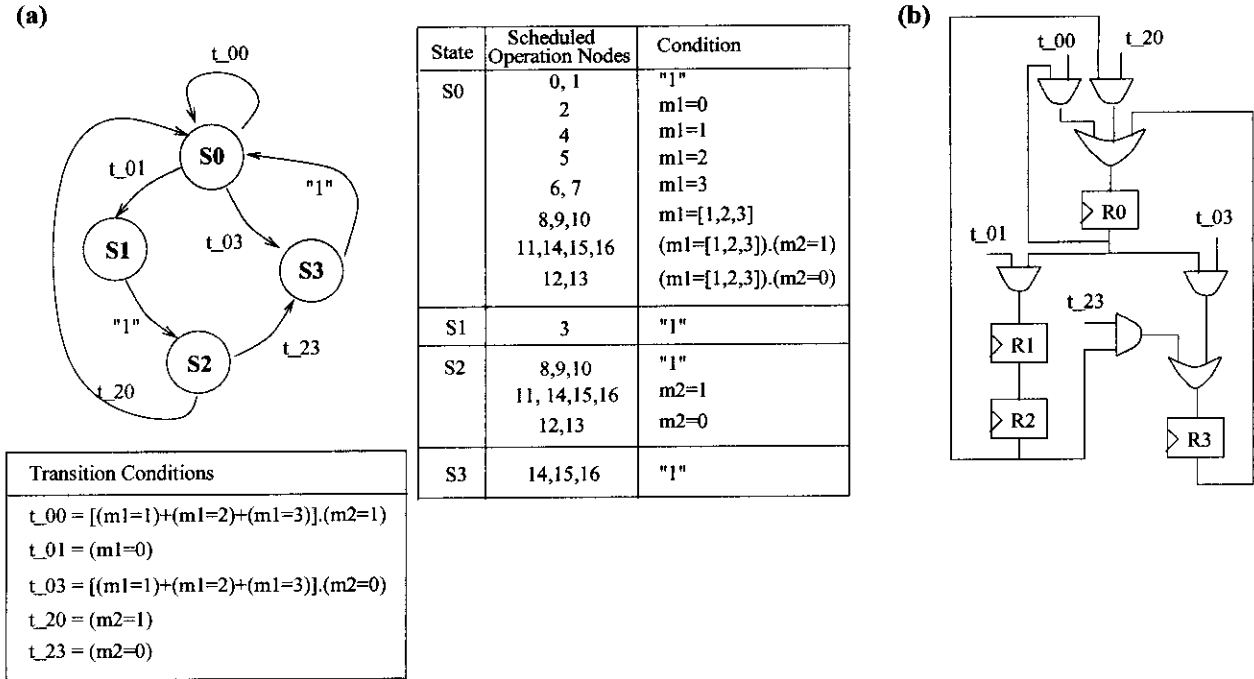 (a)
t_00
S0
t_01
"1"
S1
t_03
S3
"1"
S2
t_23
t_20
State Scheduled Operation Nodes Condition
S0 0, 1 "1"
2 m1=0
4 m1=1
5 m1=2
6, 7 m1=3
8,9,10 m1=[1,2,3]
11,14,15,16 (m1=[1,2,3]).(m2=1)
12,13 (m1=[1,2,3]).(m2=0)
S1 3 "1"
S2 8,9,10 "1"
11, 14,15,16 m2=1
12,13 m2=0
S3 14,15,16 "1"
Transition Conditions
t_00 = [(m1=1)+(m1=2)+(m1=3)].(m2=1)
t_01 = (m1=0)
t_03 = [(m1=1)+(m1=2)+(m1=3)].(m2=0)
t_20 = (m2=1)
t_23 = (m2=0)
(b)
t_00
t_20
R0
t_03
t_01
t_23
R1
R2
R3